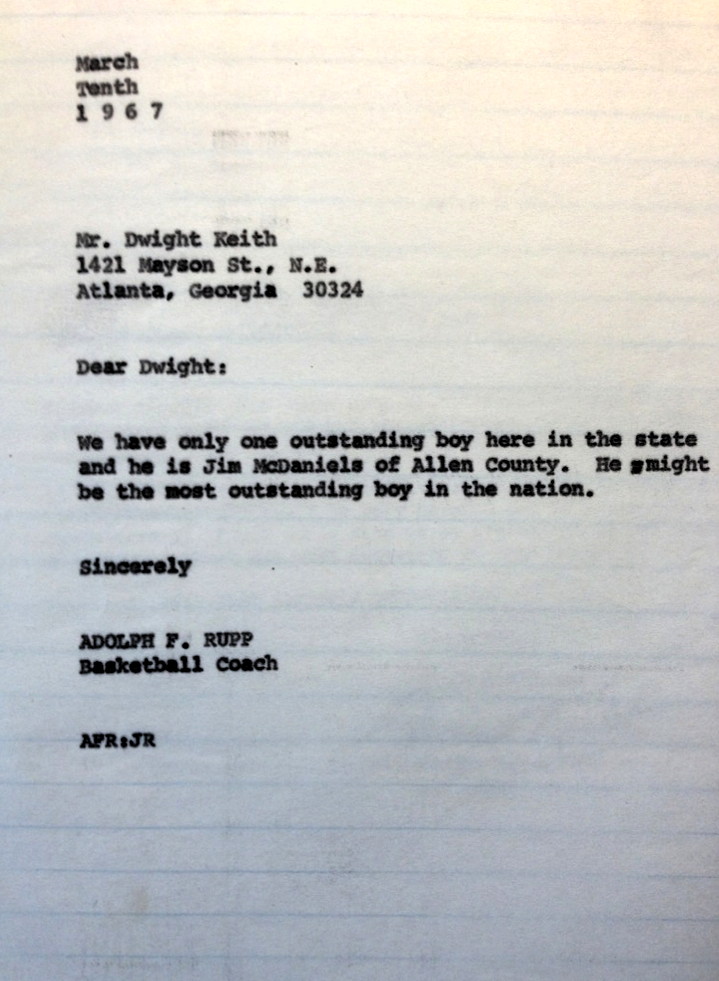 March
Tenth
1 9 6 7
Mr. Dwight Keith
1421 Mayson St., N.E.
Atlanta, Georgia 30324
Dear Dwight:
We have only one outstanding boy here in the state
and he is Jim McDaniels of Allen County. He might
be the most outstanding boy in the nation.
Sincerely
ADOLPH F. RUPP
Basketball Coach
AFR:JR